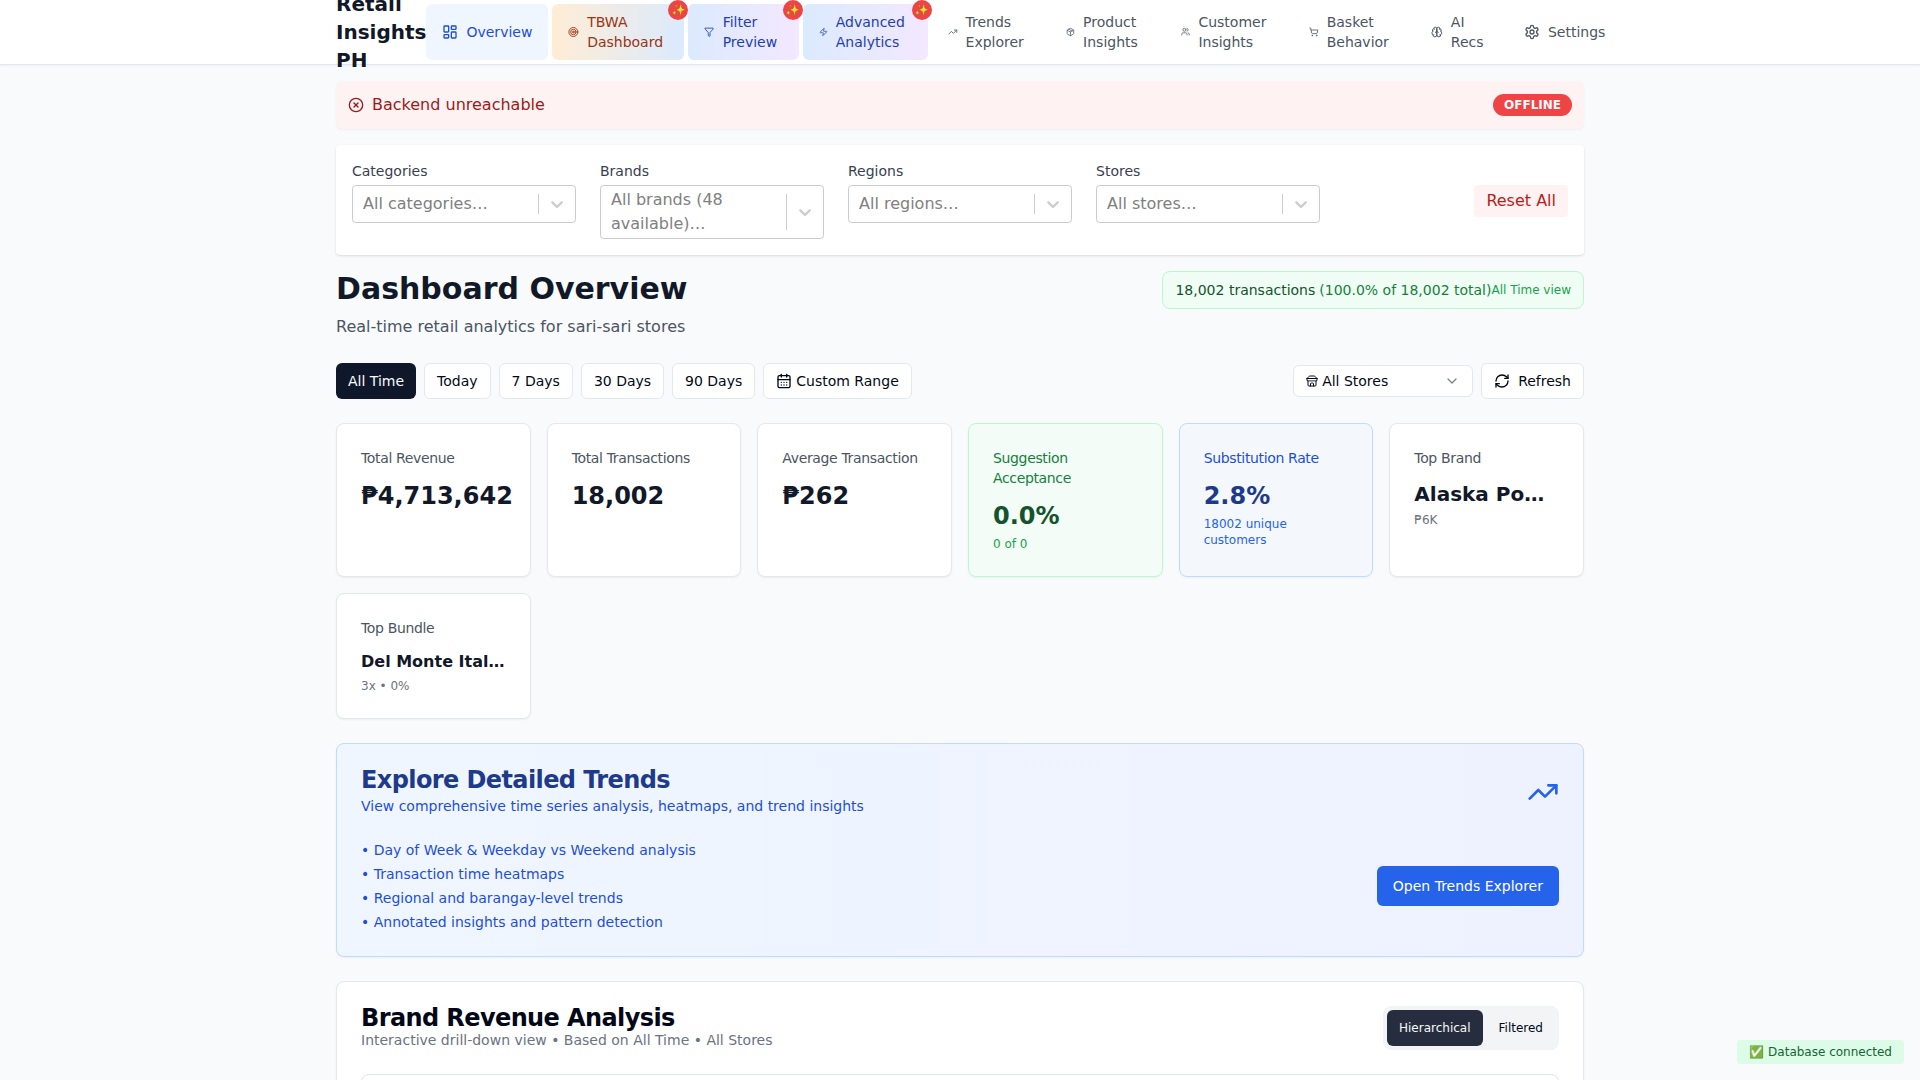 Retail
Insights
PH
Overview
TBWA
Dashboard
✨
Filter
Preview
✨
Advanced
Analytics
✨
Trends
Explorer
Product
Insights
Customer
Insights
Basket
Behavior
AI
Recs
Settings
Backend unreachable
OFFLINE
Categories
All categories...
Brands
All brands (48
available)...
Regions
All regions...
Stores
All stores...
Reset All
Dashboard Overview
18,002 transactions (100.0% of 18,002 total)All Time view
Real-time retail analytics for sari-sari stores
All Time
Today
7 Days
30 Days
90 Days
Custom Range
All Stores
Refresh
Total Revenue
₱4,713,642
Total Transactions
18,002
Average Transaction
₱262
Suggestion
Acceptance
0.0%
0 of 0
Substitution Rate
2.8%
18002 unique
customers
Top Brand
Alaska Po...
₱6K
Top Bundle
Del Monte Ital...
3x • 0%
Explore Detailed Trends
View comprehensive time series analysis, heatmaps, and trend insights
• Day of Week & Weekday vs Weekend analysis
• Transaction time heatmaps
• Regional and barangay-level trends
• Annotated insights and pattern detection
Open Trends Explorer
Brand Revenue Analysis
Interactive drill-down view • Based on All Time • All Stores
Hierarchical
Filtered
✅ Database connected